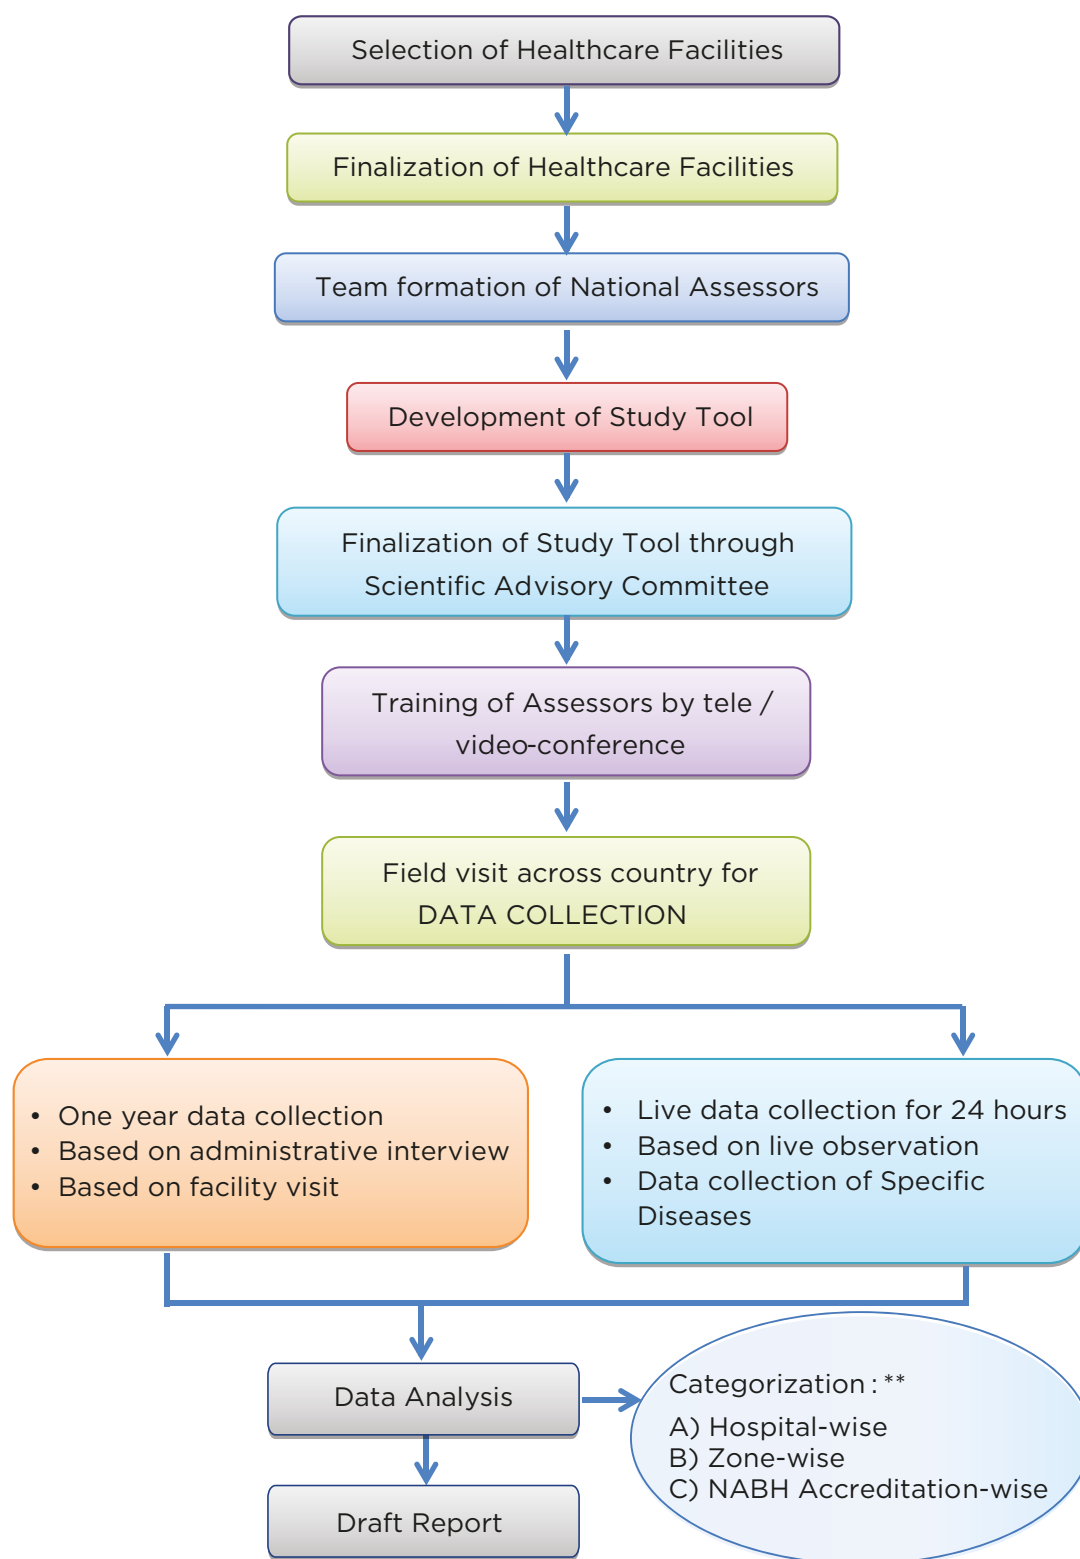 Selection of Healthcare Facilities
Finalization of Healthcare Facilities
Team formation of National Assessors
Development of Study Tool
Finalization of Study Tool through
Scientific Advisory Committee
Training of Assessors by tele /
video-conference
Field visit across country for
DATA COLLECTION
• One year data collection
• Based on administrative interview
• Based on facility visit
• Live data collection for 24 hours
• Based on live observation
• Data collection of Specific
Diseases
Data Analysis
Categorization : **
A) Hospital-wise
B) Zone-wise
C) NABH Accreditation-wise
Draft Report